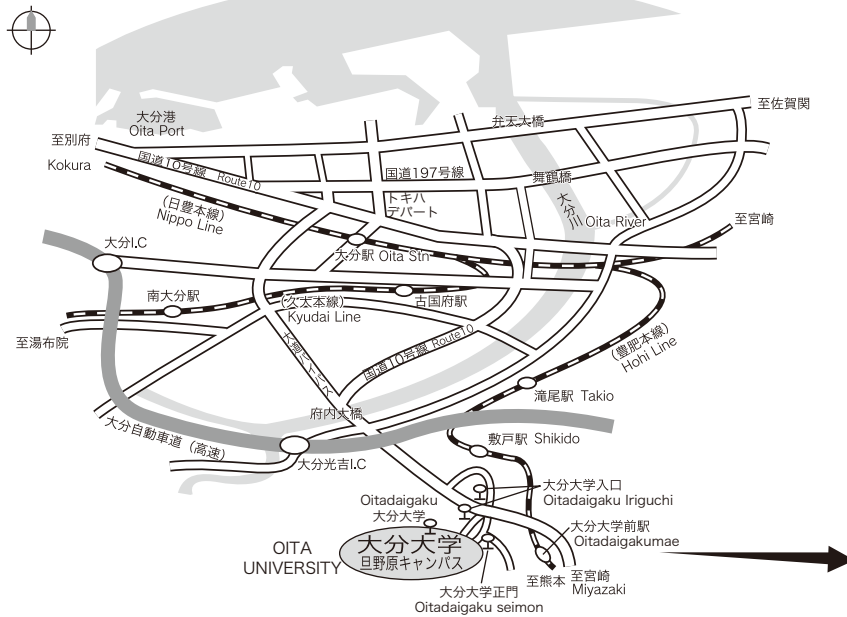 至佐賀関
大分港
Oita Port
弁天大橋
至別府
国道10号線 Route10
国道197号線
Kokura
舞鶴橋
トキハ
デパート
(日豊本線)
Nippo Line
大分川 Oita River
至宮崎
大分I.C
大分駅 Oita Stn
南大分駅
(久大本線)
Kyudai Line
古国府駅
至湯布院
国道10号線 Route10
(豊肥本線)
Hohi Line
滝尾駅 Takio
府内大橋
大分自動車道(高速)
敷戸駅 Shikido
大分光吉I.C
大分大学入口
Oitadaigaku Iriguchi
Oitadaigaku
大分大学
大分大学前駅
Oitadaigakumae
OITA
UNIVERSITY
大分大学
旦野原キャンパス
至熊本
至宮崎
Miyazaki
大分大学正門
Oitadaigaku seimon